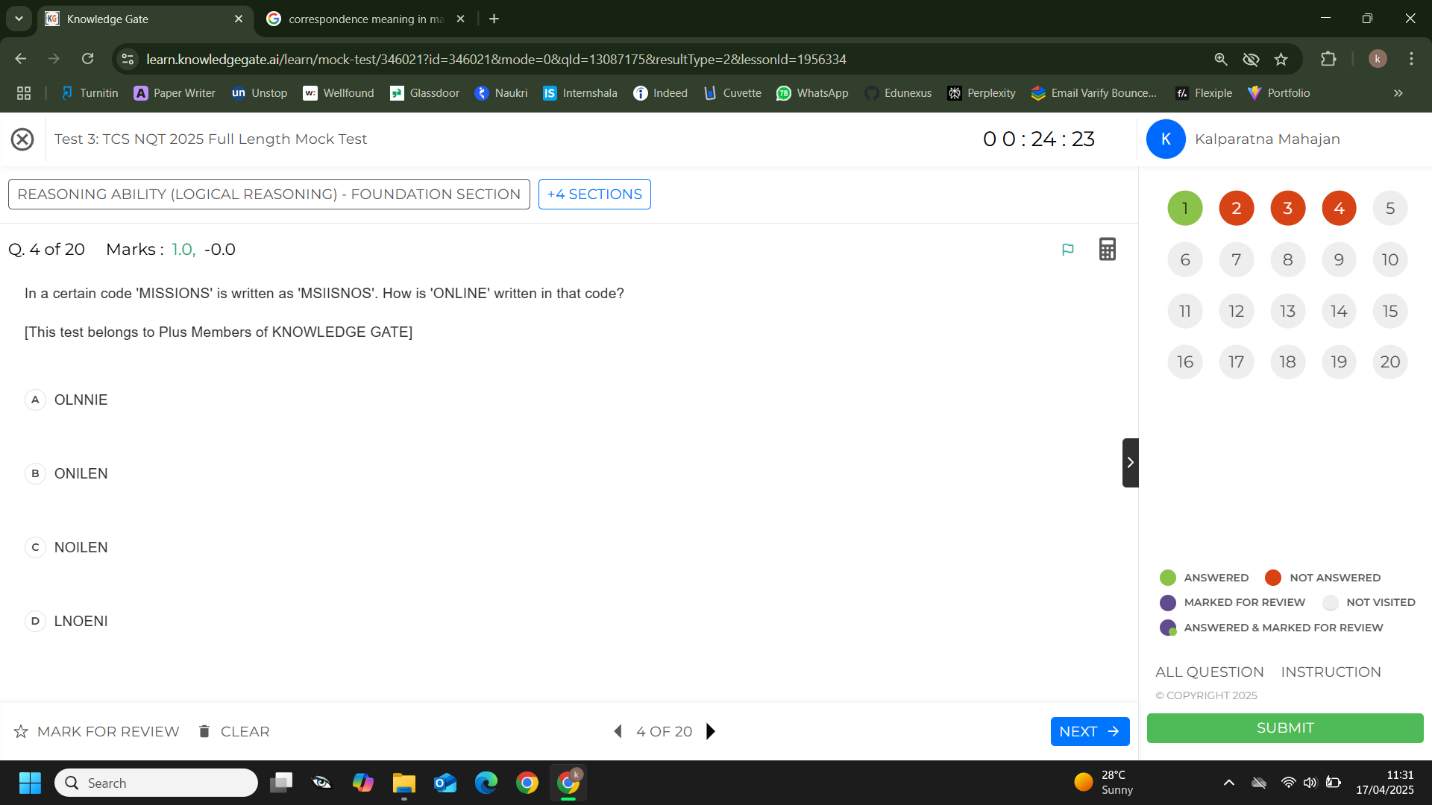 Knowledge Gate
correspondence meaning in ma
learn.knowledgegate.ai/learn/mock-test/346021?id=346021&mode=0&qId=13087175&resultType=2&lessonId=1956334
k
Turnitin
A
Paper Writer
un
Unstop
w:
Wellfound
Glassdoor
Naukri
IS
Internshala
Indeed
Cuvette
Whatsapp
Edunexus
Perplexity
Email Varify Bounce...
Flexiple
Portfolio
Test 3: TCS NQT 2025 Full Length Mock Test
00:24:23
K
Kalparatna Mahajan
REASONING ABILITY (LOGICAL REASONING) - FOUNDATION SECTION
+4 SECTIONS
Q. 4 of 20 Marks : 1.0, -0.0
In a certain code 'MISSIONS' is written as 'MSIISNOS'. How is 'ONLINE' written in that code?
[This test belongs to Plus Members of KNOWLEDGE GATE]
A OLNNIE
B ONILEN
C NOILEN
D LNOENI
1 2 3 4 5
6 7 8 9 10
11 12 13 14 15
16 17 18 19 20
ANSWERED NOT ANSWERED
MARKED FOR REVIEW NOT VISITED
ANSWERED & MARKED FOR REVIEW
ALL QUESTION INSTRUCTION
© COPYRIGHT 2025
SUBMIT
MARK FOR REVIEW CLEAR
4 OF 20
NEXT
Search
28°C
Sunny
11:31
17/04/2025